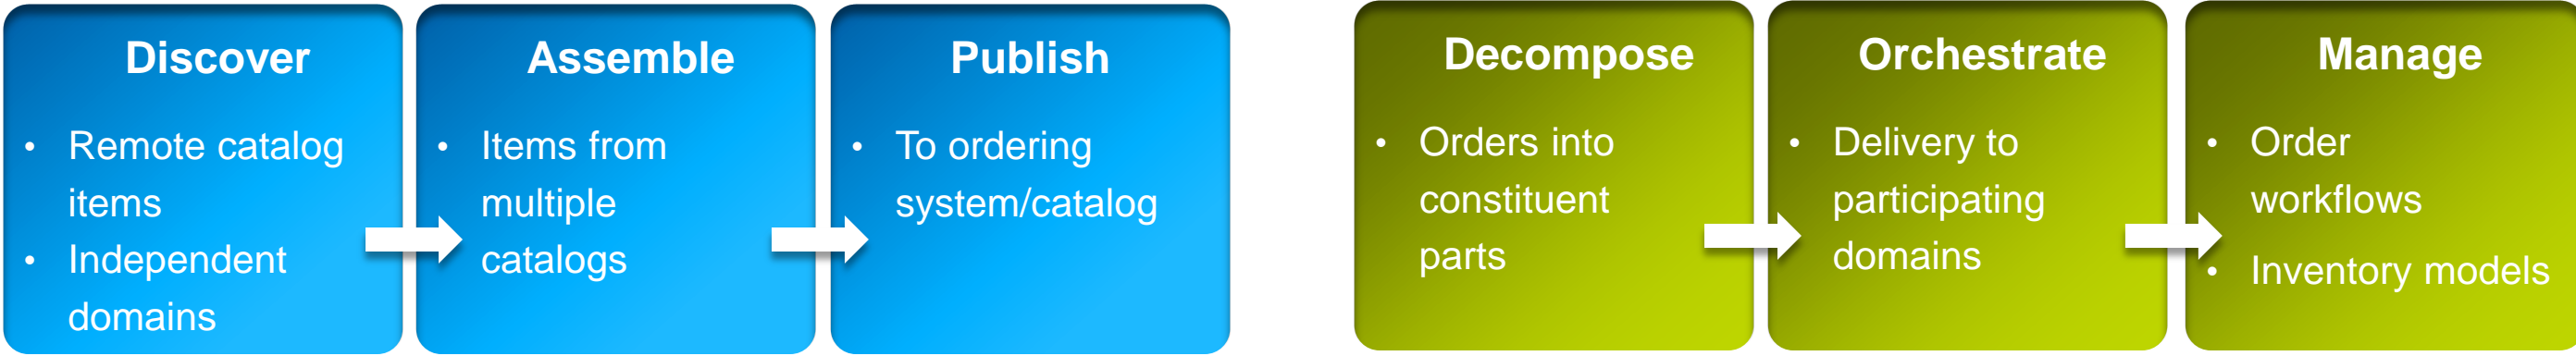 Discover
• Remote catalog
items
• Independent
domains
Assemble
• Items from
multiple
catalogs
Publish
• To ordering
system/catalog
Decompose
• Orders into
constituent
parts
Orchestrate
• Delivery to
participating
domains
Manage
• Order
workflows
• Inventory models